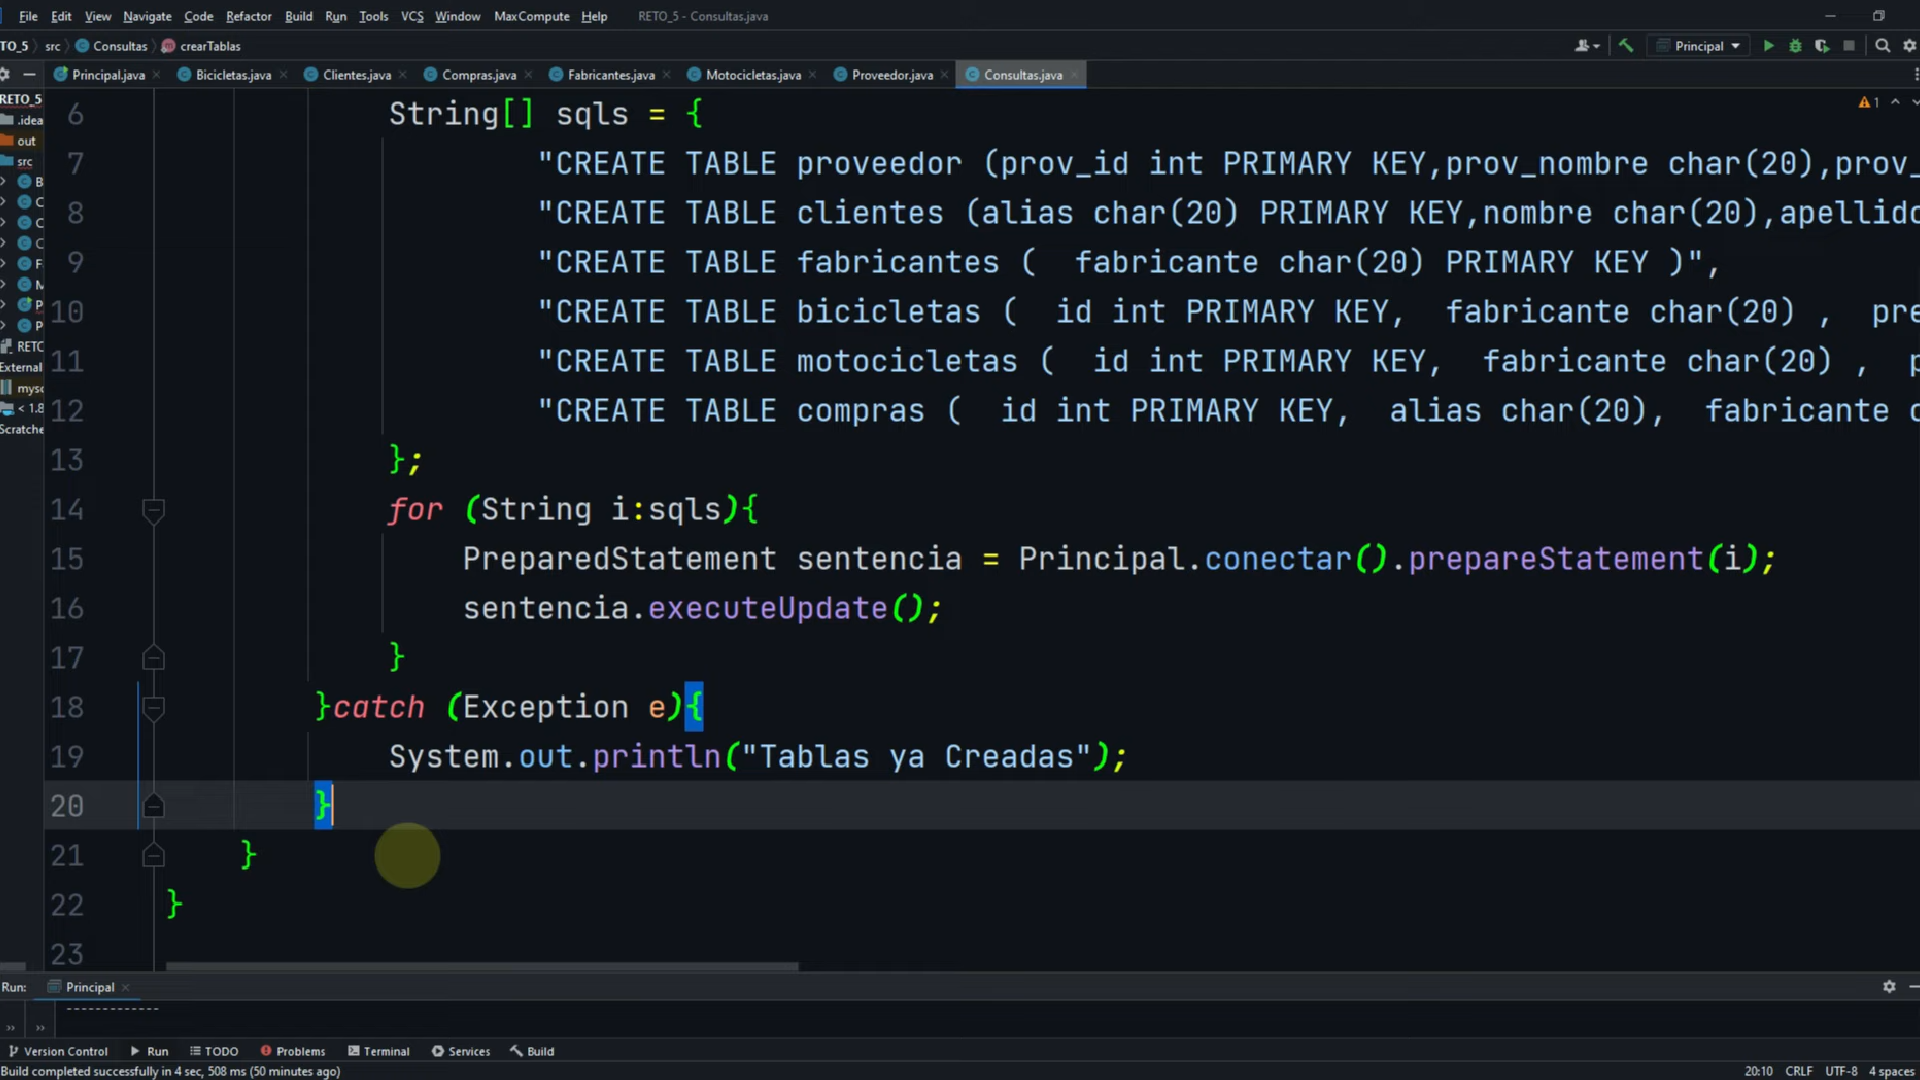 File Edit View Navigate Code Refactor Build Run Tools VCS Window MaxCompute Help RETO_5 - Consultas.java
TO_5 src Consultas crearTablas Principal
Principal.java Bicicletas.java Clientes.java Compras.java Fabricantes.java Motocicletas.java Proveedor.java Consultas.java
RETO_5
.idea
out
src
B
C
C
C
F
M
P
P
RETO
External
mysq
< 1.8
Scratche
1
6 String[] sqls = {
7 "CREATE TABLE proveedor (prov_id int PRIMARY KEY,prov_nombre char(20),prov_
8 "CREATE TABLE clientes (alias char(20) PRIMARY KEY,nombre char(20),apellido
9 "CREATE TABLE fabricantes (  fabricante char(20) PRIMARY KEY )",
10 "CREATE TABLE bicicletas (  id int PRIMARY KEY,  fabricante char(20) ,  pre
11 "CREATE TABLE motocicletas (  id int PRIMARY KEY,  fabricante char(20) ,  p
12 "CREATE TABLE compras (  id int PRIMARY KEY,  alias char(20),  fabricante c
13 };
14 for (String i:sqls){
15 PreparedStatement sentencia = Principal.conectar().prepareStatement(i);
16 sentencia.executeUpdate();
17 }
18 }catch (Exception e){
19 System.out.println("Tablas ya Creadas");
20 }
21 }
22 }
23
Run: Principal
-------------
Version Control Run TODO Problems Terminal Services Build
Build completed successfully in 4 sec, 508 ms (50 minutes ago) 20:10 CRLF UTF-8 4 spaces